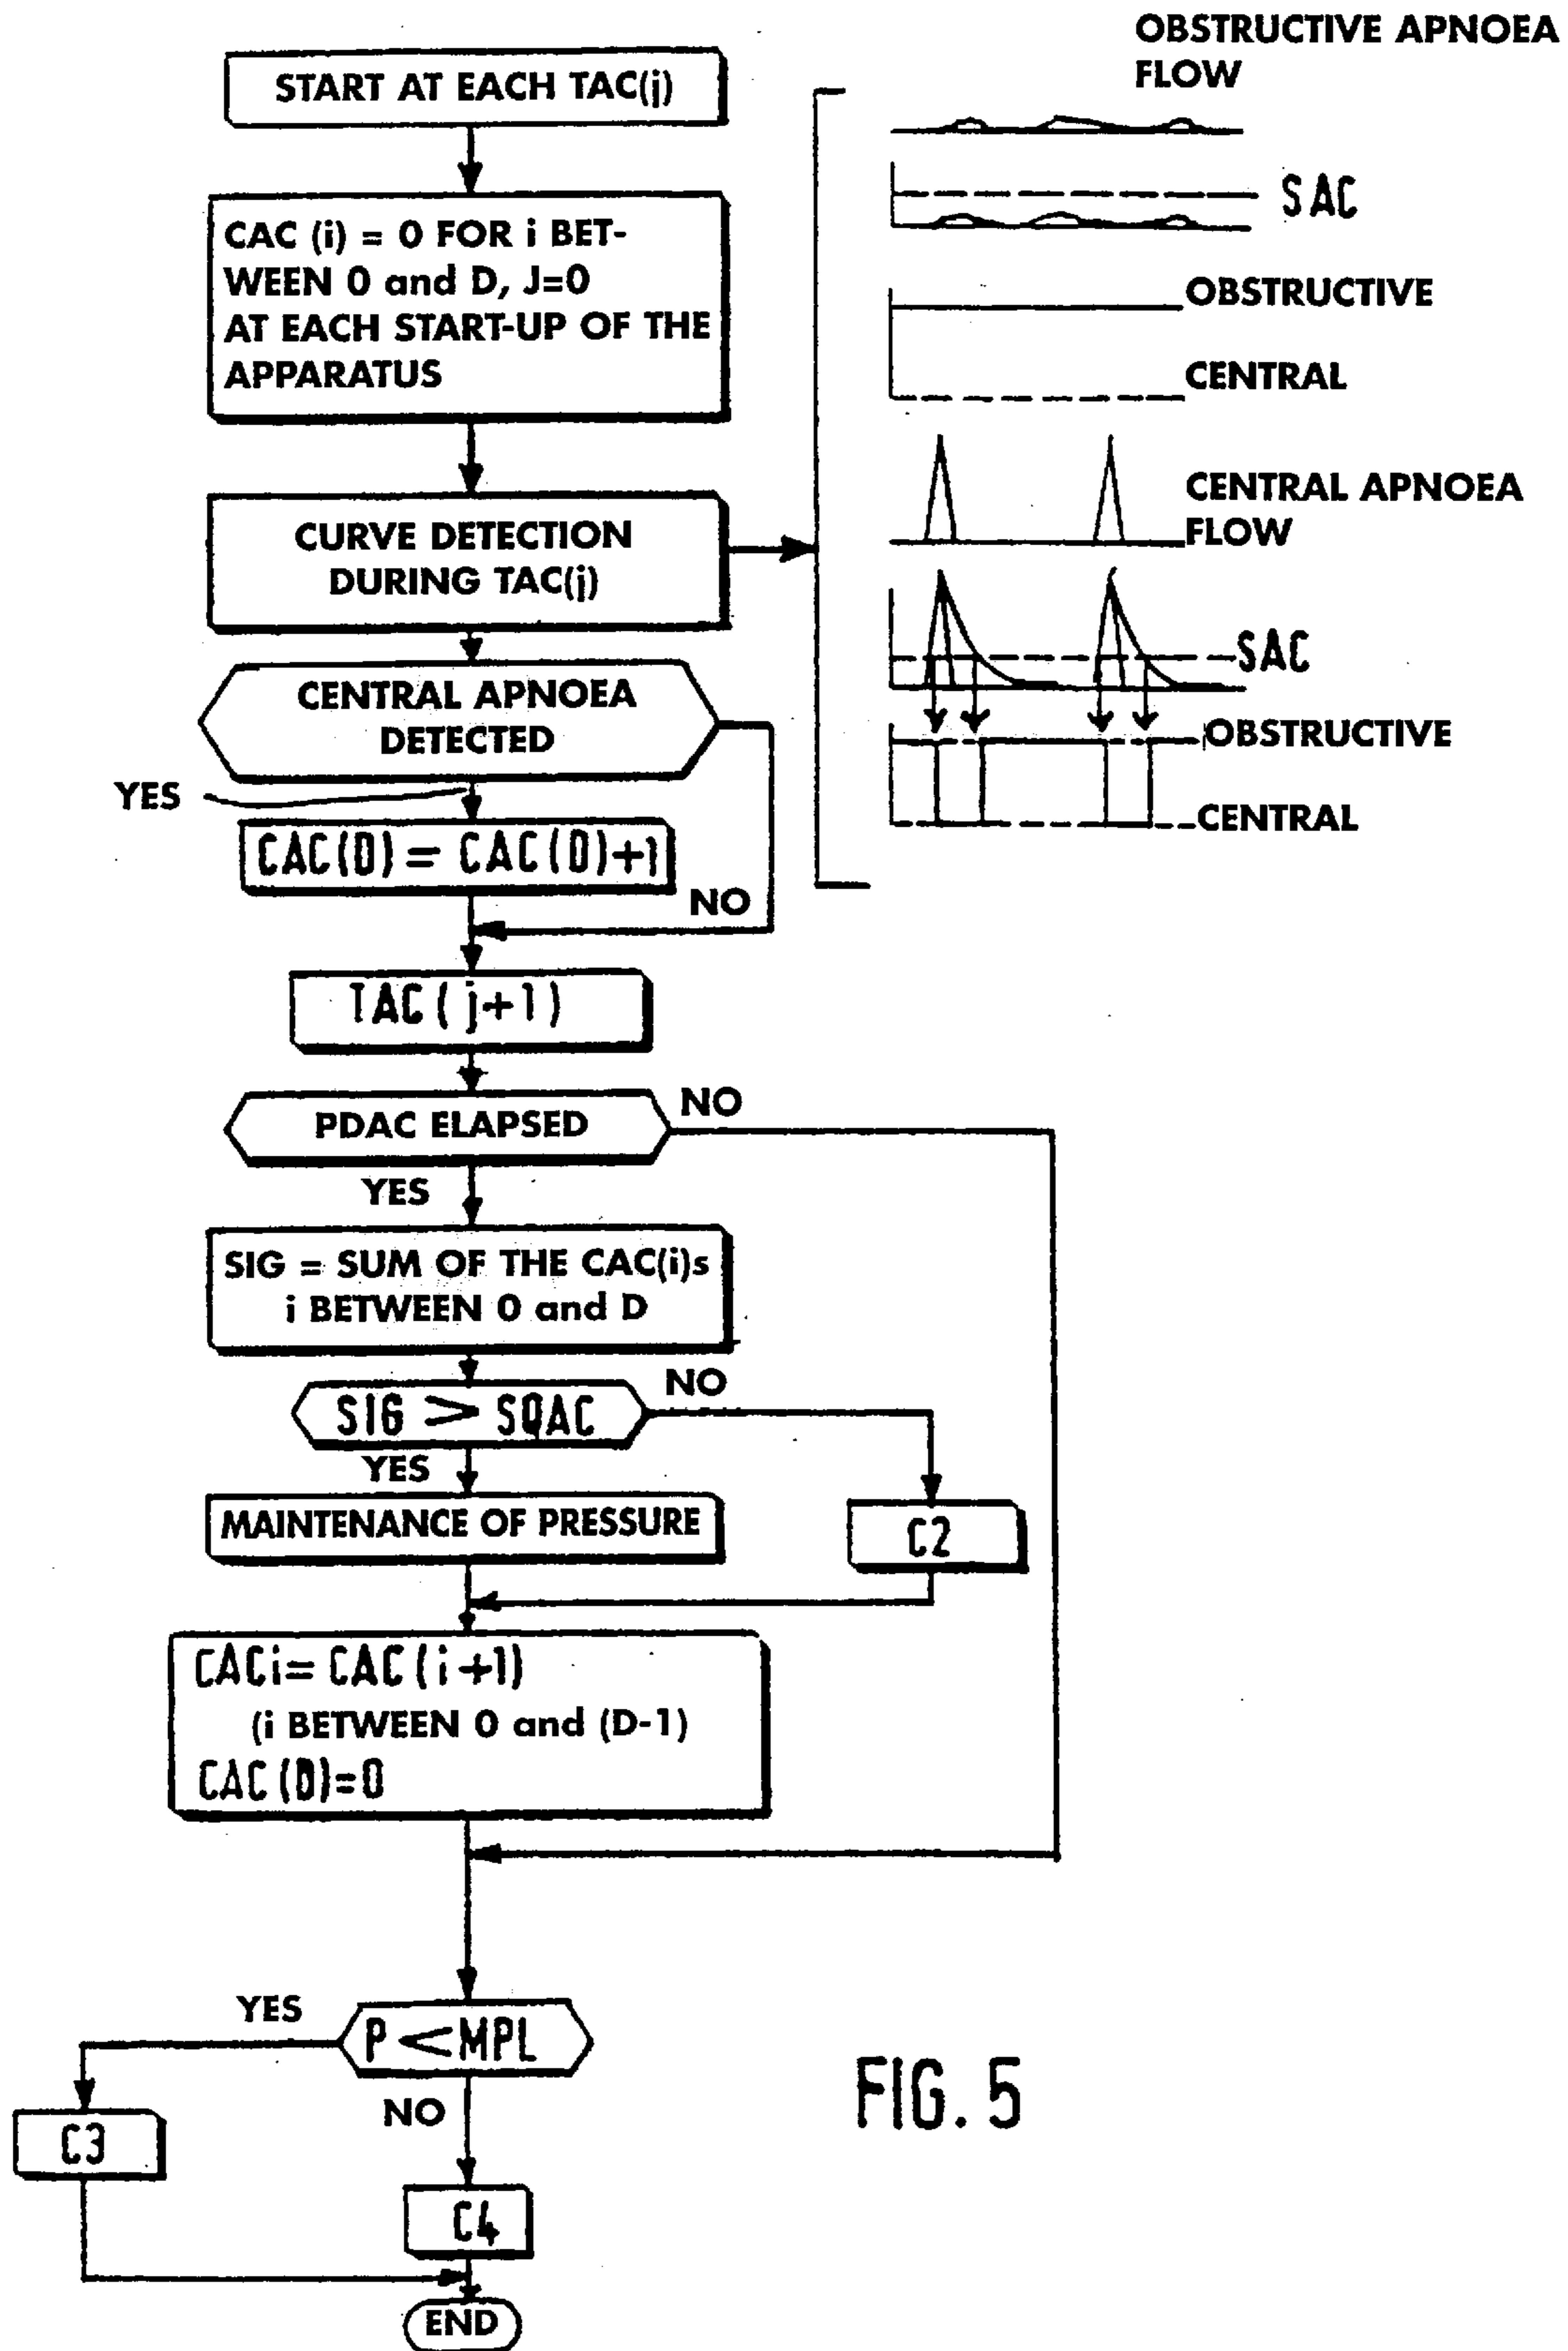 START AT EACH TAC(j)
CAC (i) = 0 FOR i BET-
WEEN 0 and D, J=0
AT EACH START-UP OF THE
APPARATUS
CURVE DETECTION
DURING TAC(j)
CENTRAL APNOEA
DETECTED
YES
CAC(D) = CAC(D)+1
NO
TAC(j+1)
PDAC ELAPSED
NO
YES
SIG = SUM OF THE CAC(i)s
i BETWEEN 0 and D
SIG > SQAC
NO
YES
MAINTENANCE OF PRESSURE
C2
CACi= CAC(i+1)
(i BETWEEN 0 and (D-1)
CAC(D)=0
P<MPL
YES
NO
C3
C4
END
OBSTRUCTIVE APNOEA
FLOW
SAC
OBSTRUCTIVE
CENTRAL
CENTRAL APNOEA
FLOW
SAC
OBSTRUCTIVE
CENTRAL
FIG. 5